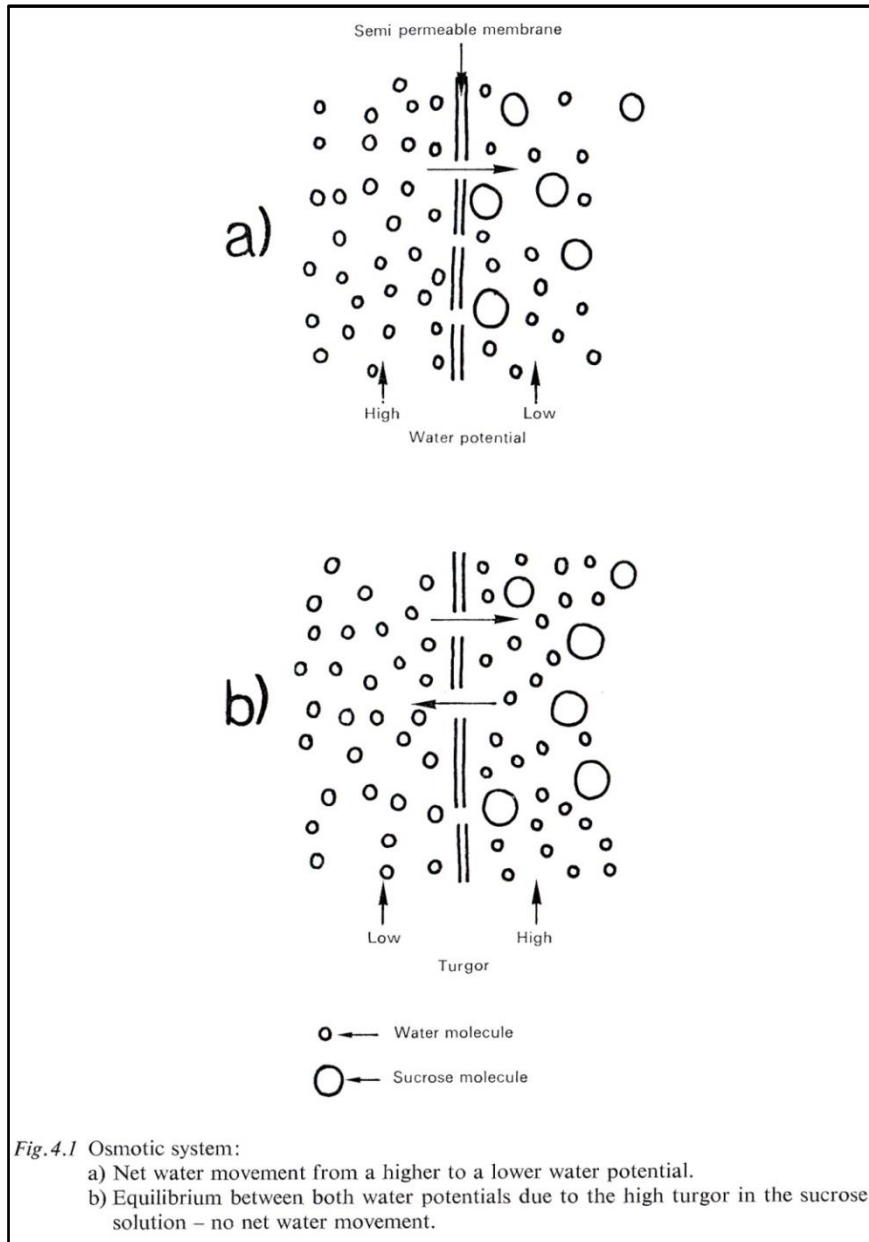 Semi permeable membrane
a)
High
Low
Water potential
b)
Low
High
Turgor
Water molecule
Sucrose molecule
Fig.4.1 Osmotic system:
a) Net water movement from a higher to a lower water potential.
b) Equilibrium between both water potentials due to the high turgor in the sucrose
solution – no net water movement.